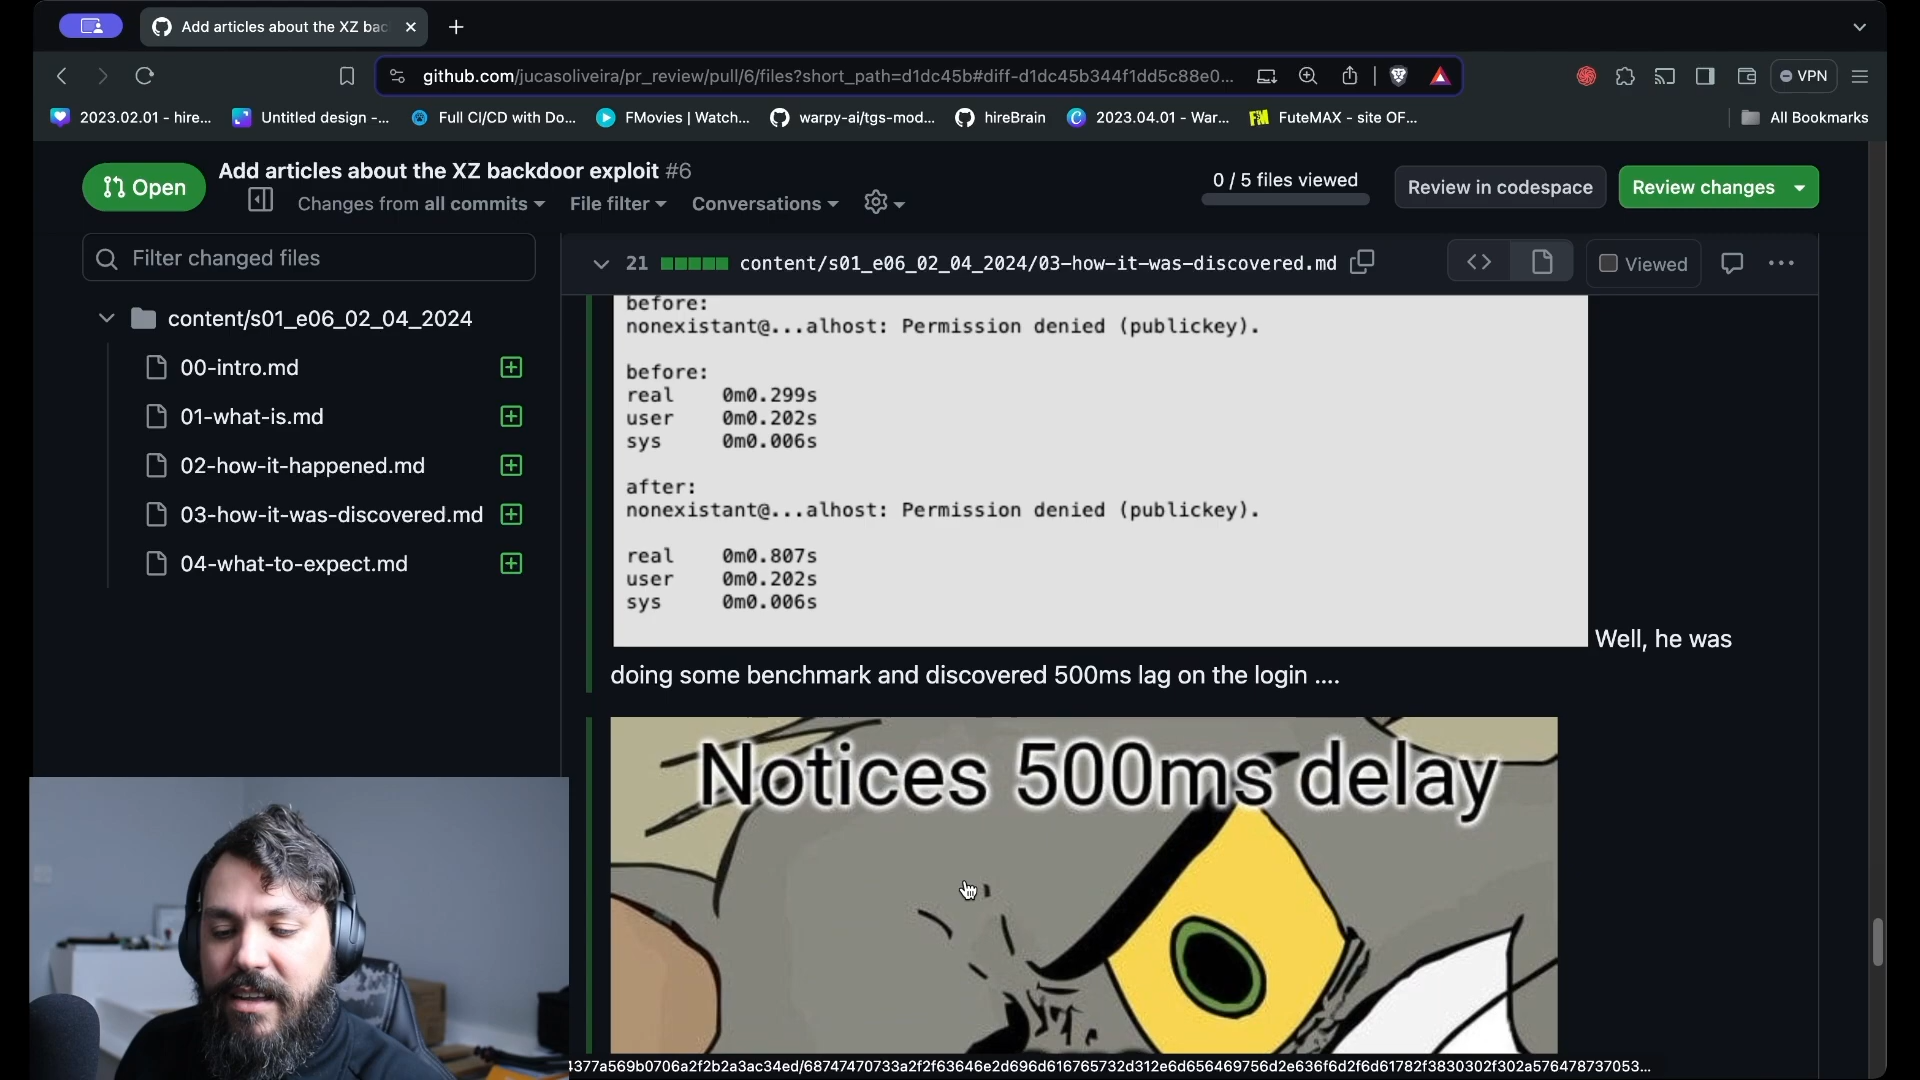 Add articles about the XZ bac
github.com/jucasoliveira/pr_review/pull/6/files?short_path=d1dc45b#diff-d1dc45b344f1dd5c88e0...
VPN
2023.02.01 - hire...
Untitled design -...
Full CI/CD with Do...
FMovies | Watch...
warpy-ai/tgs-mod...
hireBrain
2023.04.01 - War...
FuteMAX - site OF...
All Bookmarks
Open
Add articles about the XZ backdoor exploit #6
Changes from all commits
File filter
Conversations
0 / 5 files viewed
Review in codespace
Review changes
Filter changed files
content/s01_e06_02_04_2024
00-intro.md
01-what-is.md
02-how-it-happened.md
03-how-it-was-discovered.md
04-what-to-expect.md
21 content/s01_e06_02_04_2024/03-how-it-was-discovered.md
Viewed
before:
nonexistant@...alhost: Permission denied (publickey).
before:
real 0m0.299s
user 0m0.202s
sys 0m0.006s
after:
nonexistant@...alhost: Permission denied (publickey).
real 0m0.807s
user 0m0.202s
sys 0m0.006s
Well, he was
doing some benchmark and discovered 500ms lag on the login ....
Notices 500ms delay
4377a569b0706a2f2b2a3ac34ed/68747470733a2f2f63646e2d696d616765732d312e6d656469756d2e636f6d2f6d61782f3830302f302a576478737053...